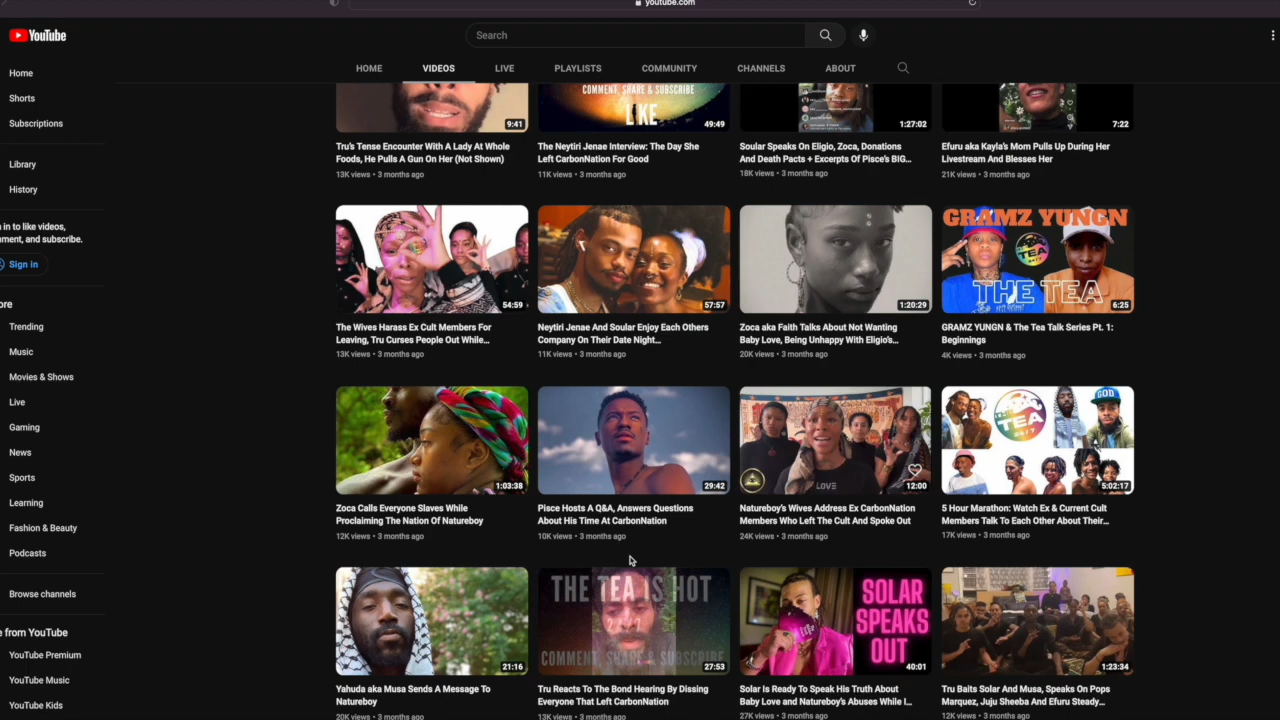 youtube.com
YouTube
Search
HOME VIDEOS LIVE PLAYLISTS COMMUNITY CHANNELS ABOUT
Home
Shorts
Subscriptions
Library
History
n in to like videos,
nment, and subscribe.
Sign in
ore
Trending
Music
Movies & Shows
Live
Gaming
News
Sports
Learning
Fashion & Beauty
Podcasts
Browse channels
e from YouTube
YouTube Premium
YouTube Music
YouTube Kids
9:41
COMMENT, SHARE & SUBSCRIBE
LIKE
49:49
1:27:02
7:22
Tru's Tense Encounter With A Lady At Whole
Foods, He Pulls A Gun On Her (Not Shown)
13K views • 3 months ago
The Neytiri Jenae Interview: The Day She
Left CarbonNation For Good
11K views • 3 months ago
Soular Speaks On Eligio, Zoca, Donations
And Death Pacts + Excerpts Of Pisce's BIG...
18K views • 3 months ago
Efuru aka Kayla's Mom Pulls Up During Her
Livestream And Blesses Her
21K views • 3 months ago
54:59
57:57
1:20:29
GRAMZ YUNGN
TEA
THE TEA
6:25
The Wives Harass Ex Cult Members For
Leaving, Tru Curses People Out While...
13K views • 3 months ago
Neytiri Jenae And Soular Enjoy Each Others
Company On Their Date Night...
11K views • 3 months ago
Zoca aka Faith Talks About Not Wanting
Baby Love, Being Unhappy With Eligio's...
20K views • 3 months ago
GRAMZ YUNGN & The Tea Talk Series Pt. 1:
Beginnings
4K views • 3 months ago
1:03:38
29:42
LOVE
12:00
TEA
24/7
GOD
5:02:17
Zoca Calls Everyone Slaves While
Proclaiming The Nation Of Natureboy
12K views • 3 months ago
Pisce Hosts A Q&A, Answers Questions
About His Time At CarbonNation
10K views • 3 months ago
Natureboy's Wives Address Ex CarbonNation
Members Who Left The Cult And Spoke Out
24K views • 3 months ago
5 Hour Marathon: Watch Ex & Current Cult
Members Talk To Each Other About Their...
17K views • 3 months ago
21:16
THE TEA IS HOT
COMMENT, SHARE & SUBSCRIBE
27:53
SOLAR
SPEAKS
OUT
40:01
1:23:34
Yahuda aka Musa Sends A Message To
Natureboy
20K views • 3 months ago
Tru Reacts To The Bond Hearing By Dissing
Everyone That Left CarbonNation
13K views • 3 months ago
Solar Is Ready To Speak His Truth About
Baby Love and Natureboy's Abuses While I...
27K views • 3 months ago
Tru Baits Solar And Musa, Speaks On Pops
Marquez, Juju Sheeba And Efuru Steady...
12K views • 3 months ago